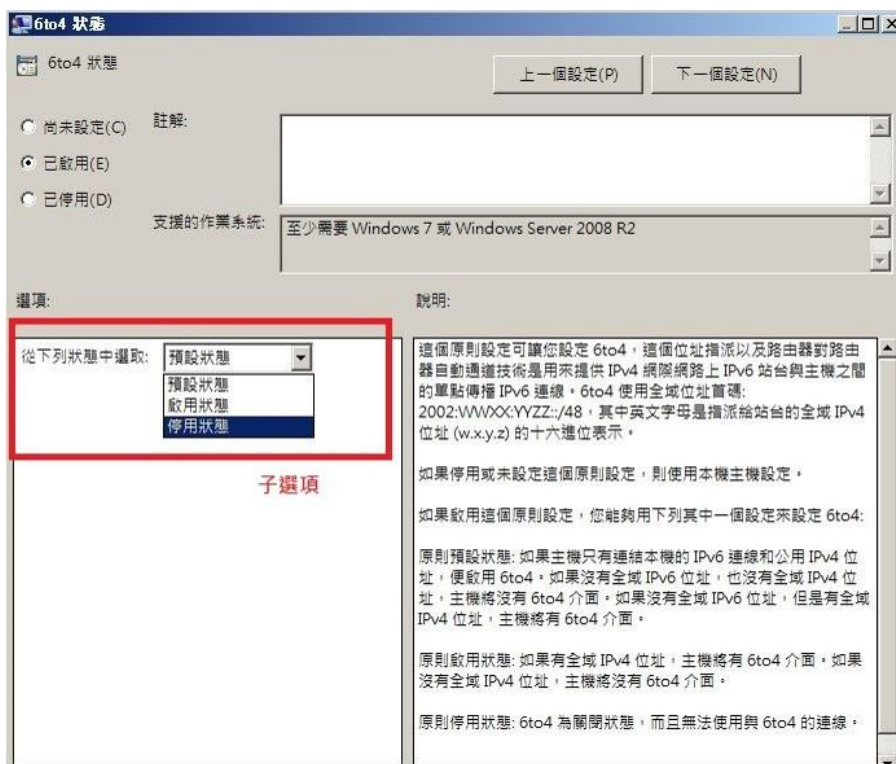 6to4 狀態
6to4 狀態
上一個設定(P)
下一個設定(N)
尚未設定(C)
註解:
已啟用(E)
已停用(D)
支援的作業系統:
至少需要 Windows 7 或 Windows Server 2008 R2
選項:
說明:
從下列狀態中選取:
預設狀態
預設狀態
啟用狀態
停用狀態
子選項
這個原則設定可讓您設定 6to4，這個位址指派以及路由器對路由
器自動通道技術是用來提供 IPv4 網際網路上 IPv6 站台與主機之間
的單點傳播 IPv6 連線。6to4 使用全域位址首碼:
2002:WWXX:YYZZ::/48，其中英文字母是指派給站台的全域 IPv4
位址 (w.x.y.z) 的十六進位表示。
如果停用或未設定這個原則設定，則使用本機主機設定。
如果啟用這個原則設定，您能夠用下列其中一個設定來設定 6to4:
原則預設狀態: 如果主機只有連結本機的 IPv6 連線和公用 IPv4 位
址，便啟用 6to4。如果沒有全域 IPv6 位址，也沒有全域 IPv4 位
址，主機將沒有 6to4 介面。如果沒有全域 IPv6 位址，但是有全域
IPv4 位址，主機將有 6to4 介面。
原則啟用狀態: 如果有全域 IPv4 位址，主機將有 6to4 介面。如果
沒有全域 IPv4 位址，主機將沒有 6to4 介面。
原則停用狀態: 6to4 為關閉狀態，而且無法使用與 6to4 的連線。